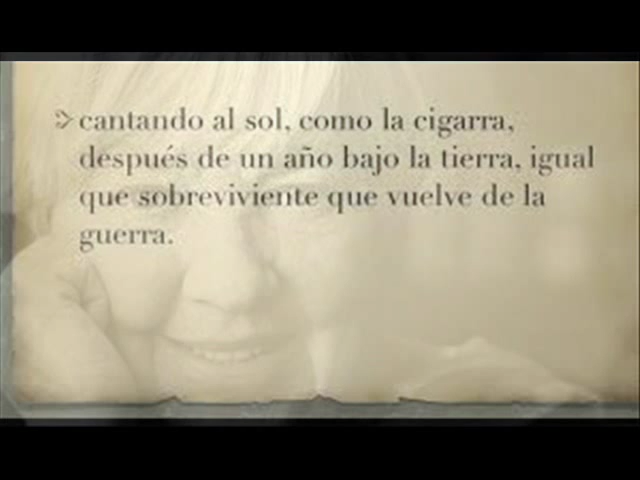 cantando al sol, como la cigarra,
después de un año bajo la tierra, igual
que sobreviviente que vuelve de la
guerra.